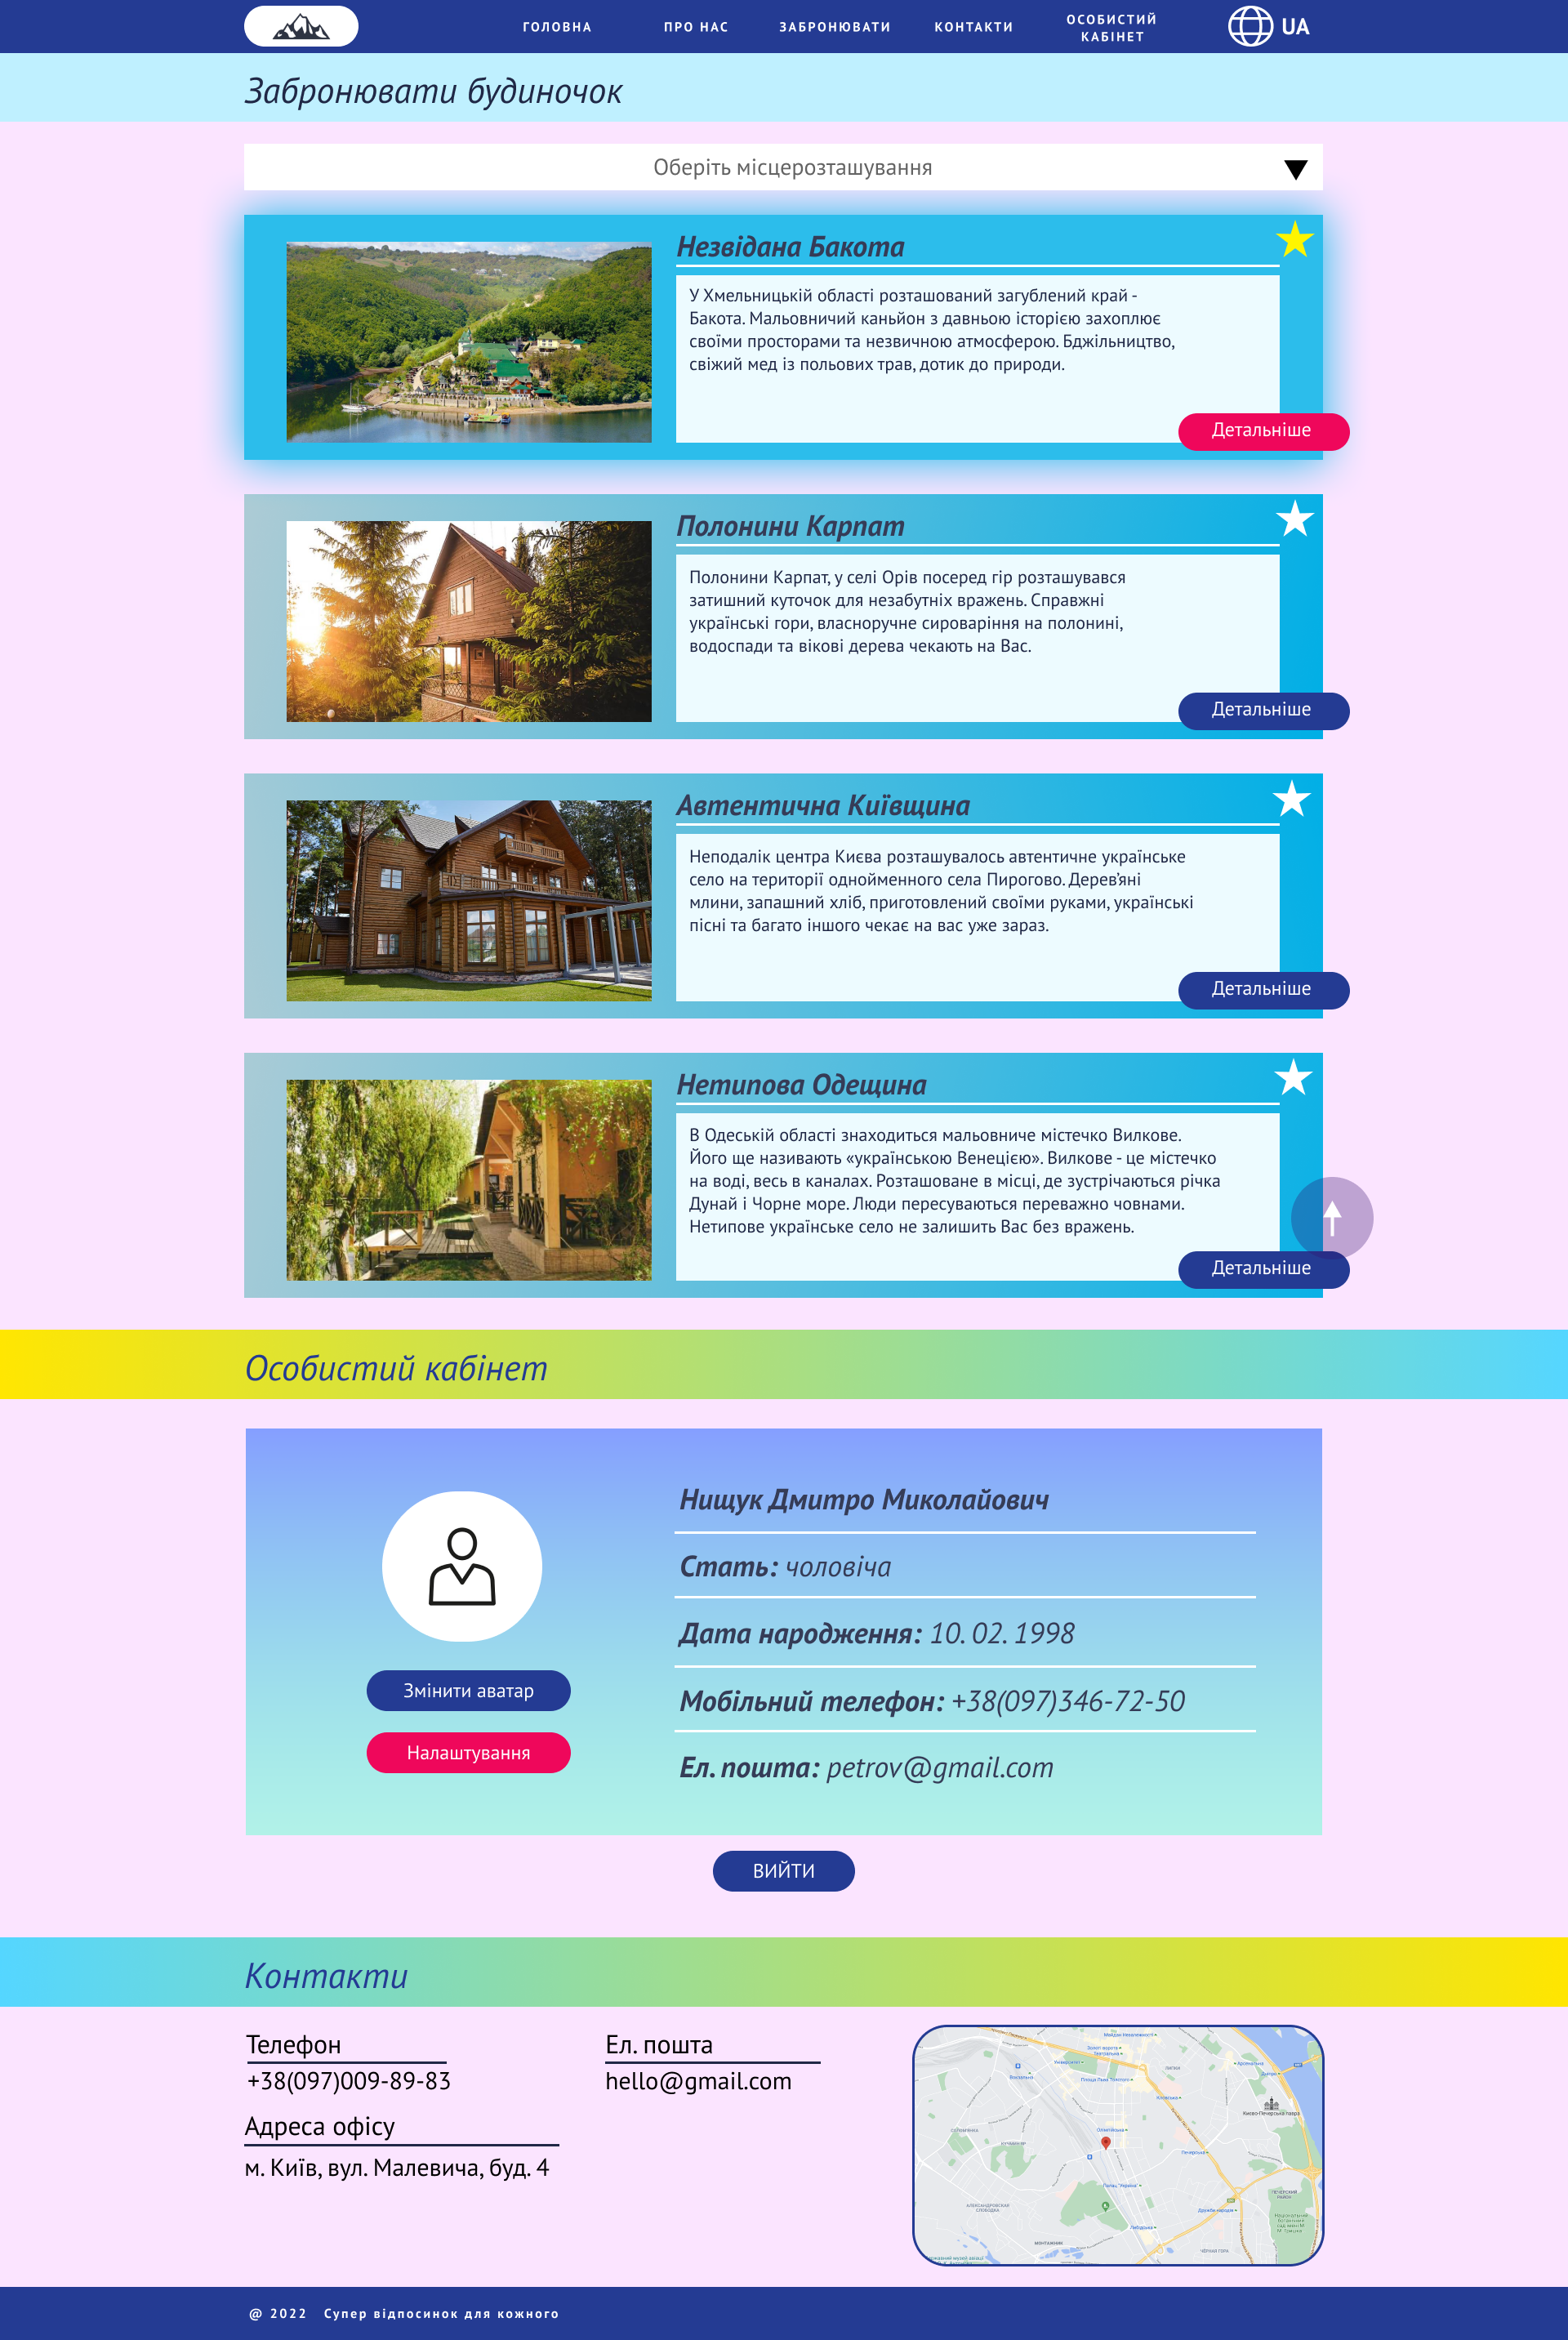 ГОЛОВНА
ПРО НАС
ЗАБРОНЮВАТИ
КОНТАКТИ
ОСОБИСТИЙ
КАБІНЕТ
UA
Забронювати будиночок
Оберіть місцерозташування
Незвідана Бакота
У Хмельницькій області розташований загублений край -
Бакота. Мальовничий каньйон з давньою історією захоплює
своїми просторами та незвичною атмосферою. Бджільництво,
свіжий мед із польових трав, дотик до природи.
Детальніше
Полонини Карпат
Полонини Карпат, у селі Орів посеред гір розташувався
затишний куточок для незабутніх вражень. Справжні
українські гори, власноручне сироваріння на полонині,
водоспади та вікові дерева чекають на Вас.
Детальніше
Автентична Київщина
Неподалік центра Києва розташувалось автентичне українське
село на території однойменного села Пирогово. Дерев’яні
млини, запашний хліб, приготовлений своїми руками, українські
пісні та багато іншого чекає на вас уже зараз.
Детальніше
Нетипова Одещина
В Одеській області знаходиться мальовниче містечко Вилкове.
Його ще називають «українською Венецією». Вилкове - це містечко
на воді, весь в каналах. Розташоване в місці, де зустрічаються річка
Дунай і Чорне море. Люди пересуваються переважно човнами.
Нетипове українське село не залишить Вас без вражень.
Детальніше
Особистий кабінет
Нищук Дмитро Миколайович
Стать: чоловіча
Дата народження: 10. 02. 1998
Мобільний телефон: +38(097)346-72-50
Ел. пошта: petrov@gmail.com
Змінити аватар
Налаштування
ВИЙТИ
Контакти
Телефон
+38(097)009-89-83
Ел. пошта
hello@gmail.com
Адреса офісу
м. Київ, вул. Малевича, буд. 4
Києво-Печерська лавра
@ 2022 Супер відпосинок для кожного